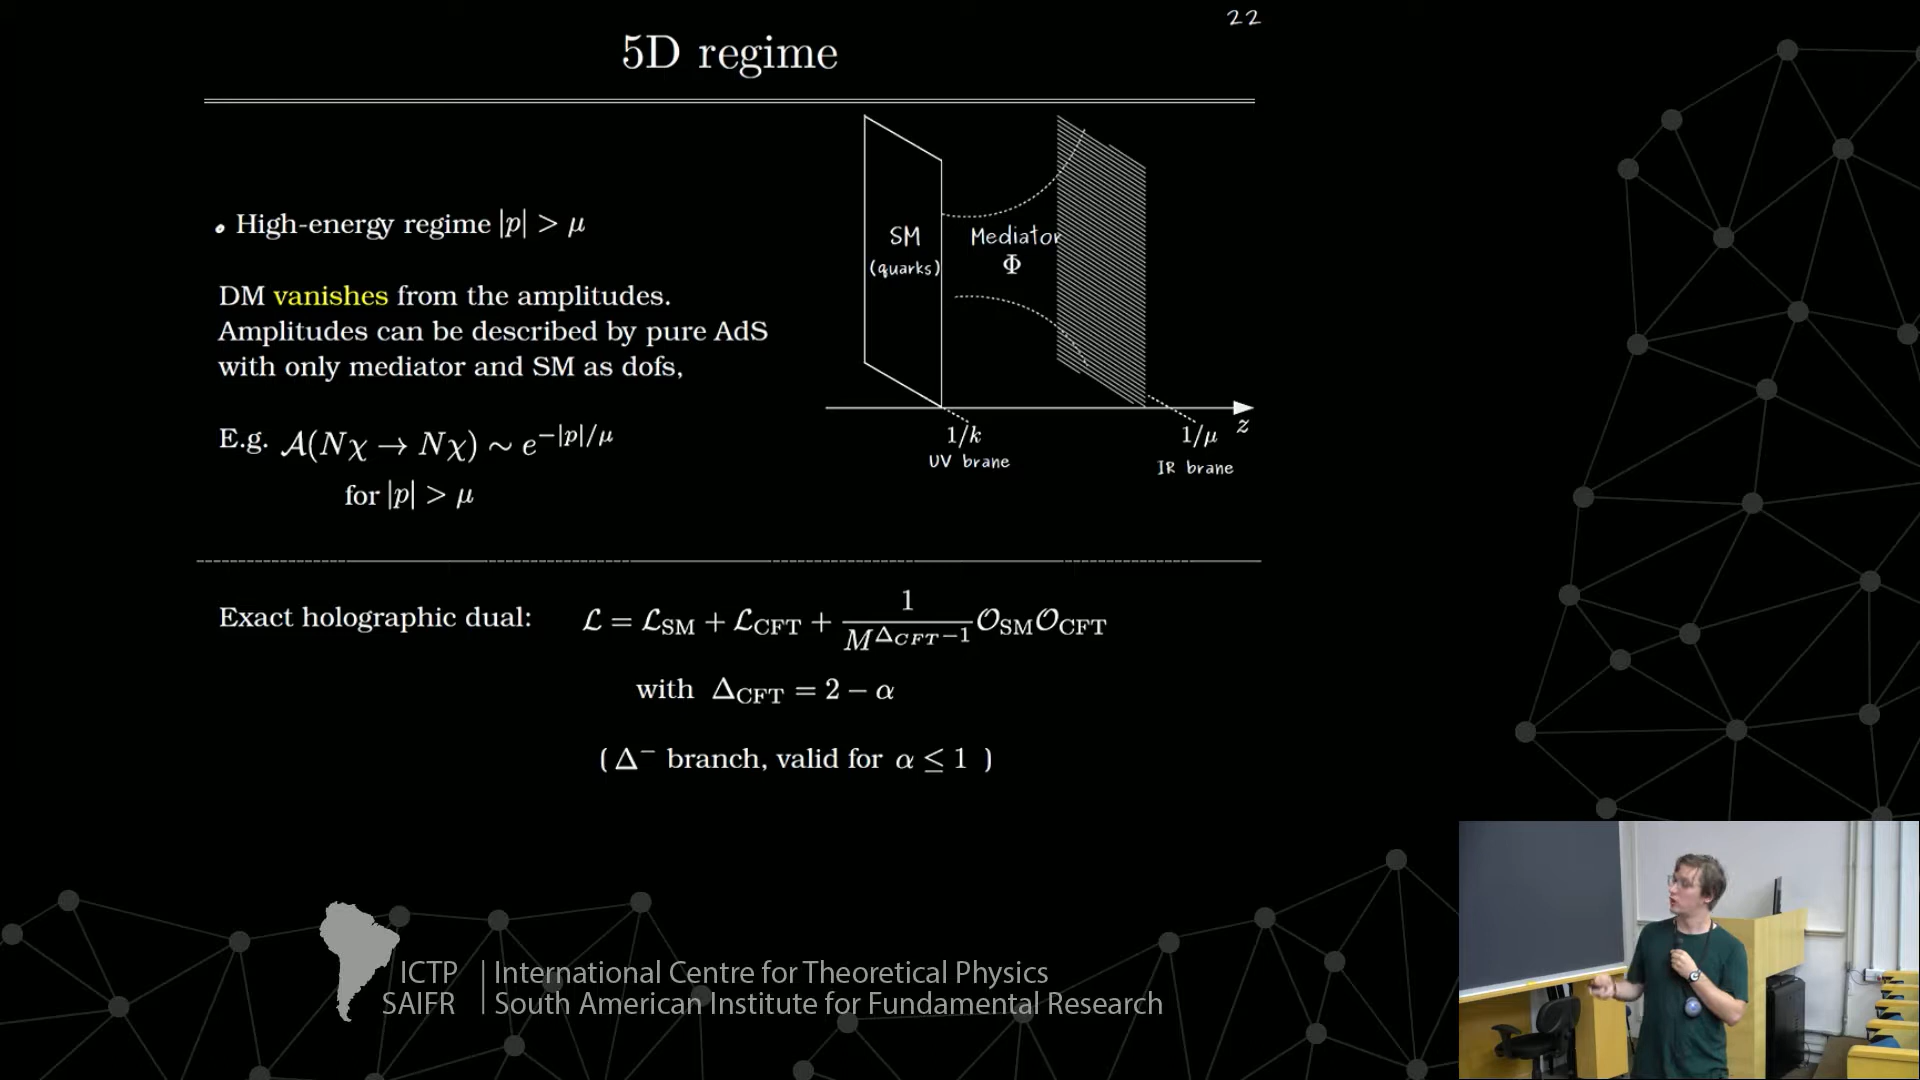 22
5D regime
• High-energy regime |p| > μ
DM vanishes from the amplitudes.
Amplitudes can be described by pure AdS
with only mediator and SM as dofs,
E.g. 𝒜(Nχ → Nχ) ∼ e^{−|p|/μ}
for |p| > μ
SM
(quarks)
Mediator
Φ
1/k
UV brane
1/μ
IR brane
z
Exact holographic dual: ℒ = ℒ_SM + ℒ_CFT + 1/M^{Δ_CFT−1} 𝒪_SM 𝒪_CFT
with Δ_CFT = 2 − α
( Δ⁻ branch, valid for α ≤ 1 )
ICTP | International Centre for Theoretical Physics
SAIFR | South American Institute for Fundamental Research